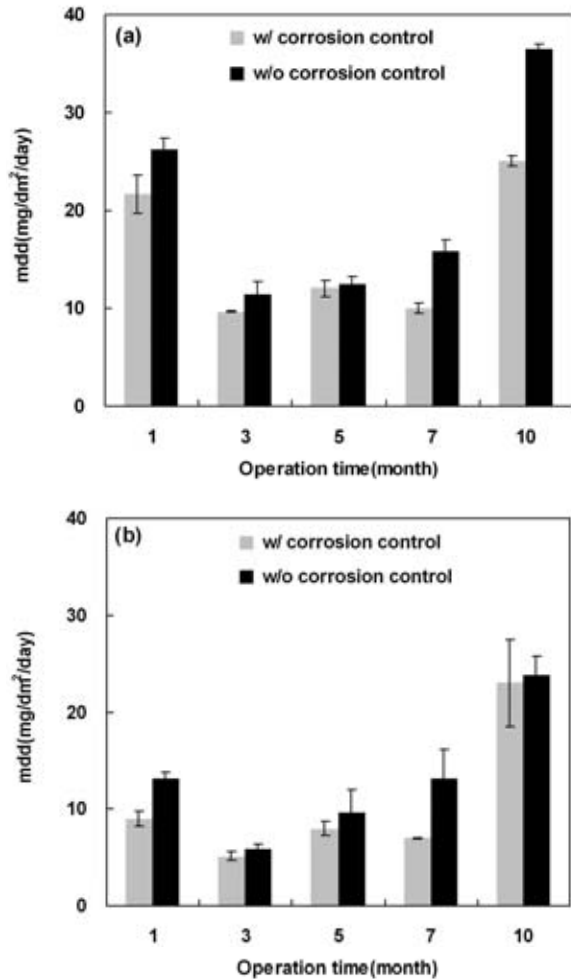 (a)
w/ corrosion control
w/o corrosion control
40
30
20
10
0
mdd(mg/dm²/day)
1 3 5 7 10
Operation time(month)
(b)
w/ corrosion control
w/o corrosion control
40
30
20
10
0
mdd(mg/dm²/day)
1 3 5 7 10
Operation time(month)